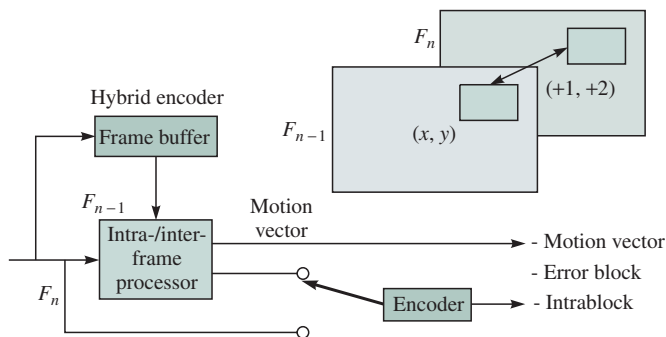 F_n
(+1, +2)
F_{n−1}
(x, y)
Hybrid encoder
Frame buffer
F_{n−1}
Intra-/inter-
frame
processor
Motion
vector
- Motion vector
- Error block
- Intrablock
Encoder
F_n